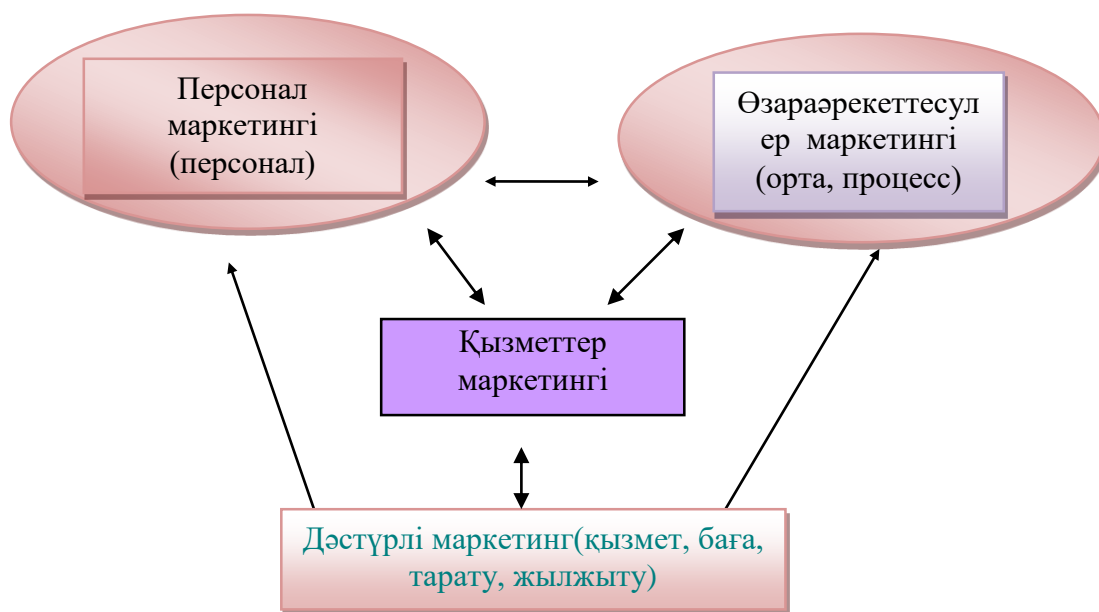 Персонал
маркетингі
(персонал)
Өзараәрекеттесул
ер маркетингі
(орта, процесс)
Қызметтер
маркетингі
Дәстүрлі маркетинг(қызмет, баға,
тарату, жылжыту)